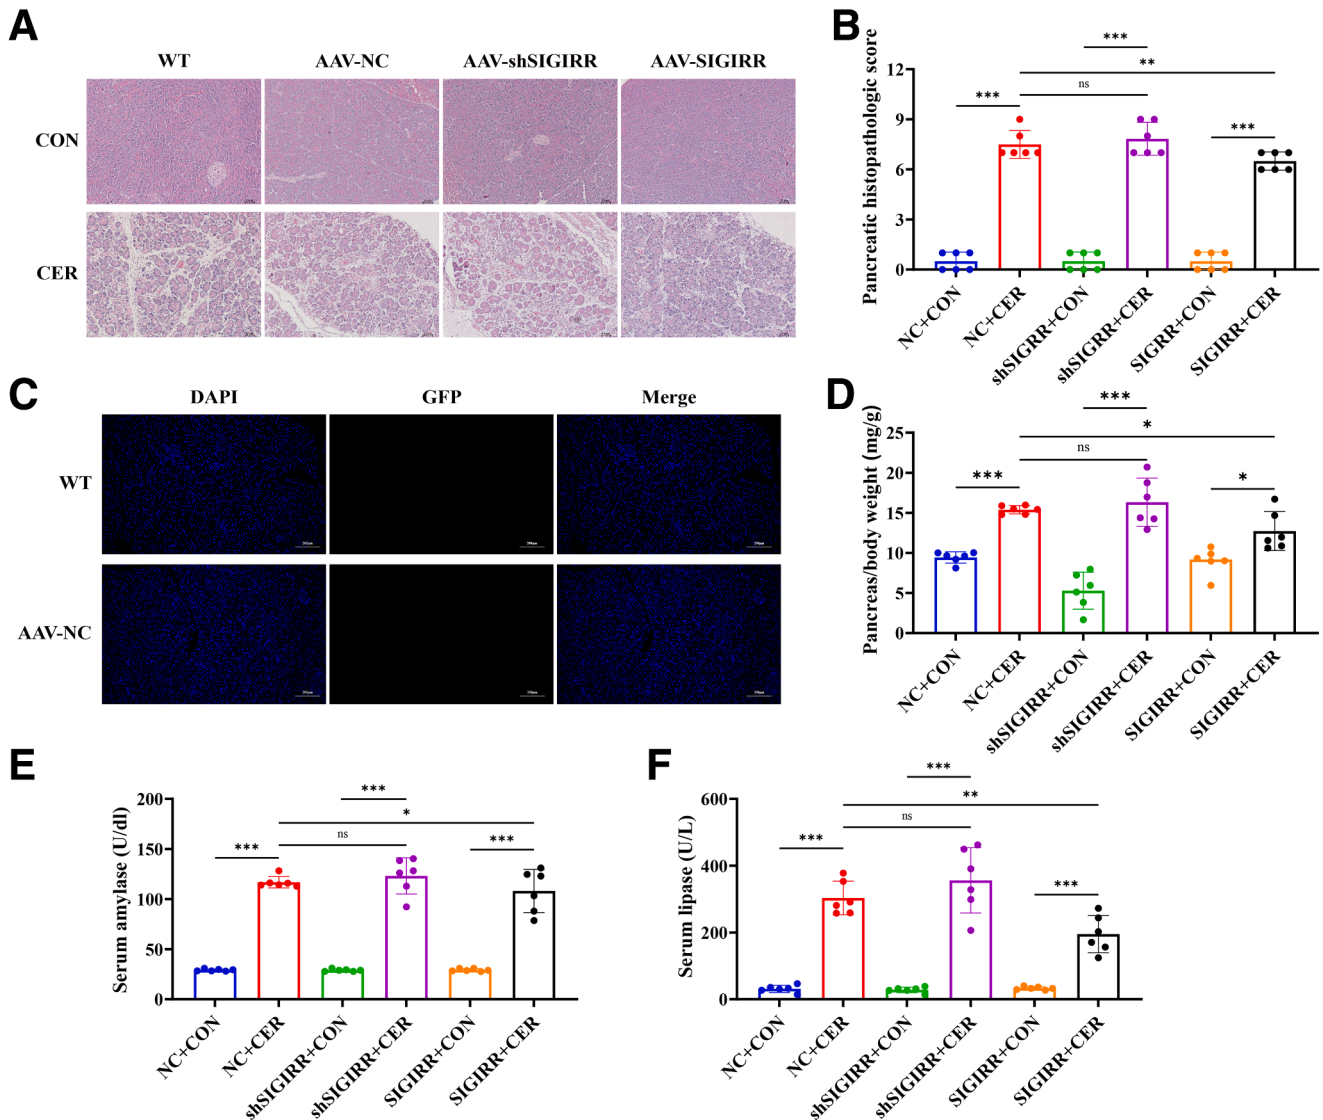 A
WT
AAV-NC
AAV-shSIGIRR
AAV-SIGIRR
CON
CER
B
Pancreatic histopathologic score
12
9
6
3
0
***
**
ns
***
***
NC+CON
NC+CER
shSIGRR+CON
shSIGRR+CER
SIGRR+CON
SIGIRR+CER
C
DAPI
GFP
Merge
WT
AAV-NC
D
Pancreas/body weight (mg/g)
25
20
15
10
5
0
***
*
ns
***
*
NC+CON
NC+CER
shSIGIRR+CON
shSIGIRR+CER
SIGIRR+CON
SIGIRR+CER
E
Serum amylase (U/dl)
200
150
100
50
0
***
*
ns
***
***
NC+CON
NC+CER
shSIGIRR+CON
shSIGIRR+CER
SIGIRR+CON
SIGIRR+CER
F
Serum lipase (U/L)
600
400
200
0
***
**
ns
***
***
NC+CON
NC+CER
shSIGIRR+CON
shSIGIRR+CER
SIGIRR+CON
SIGIRR+CER